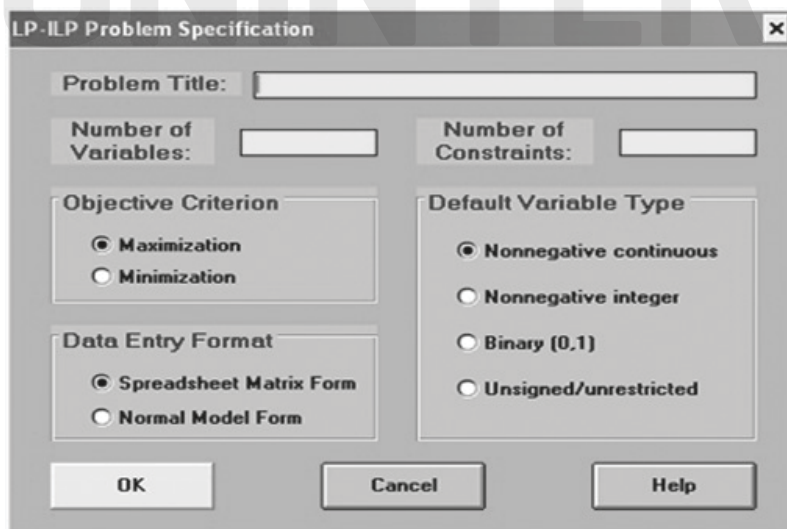 LP-ILP Problem Specification
Problem Title:
Number of
Variables:
Number of
Constraints:
Objective Criterion
Maximization
Minimization
Data Entry Format
Spreadsheet Matrix Form
Normal Model Form
Default Variable Type
Nonnegative continuous
Nonnegative integer
Binary (0,1)
Unsigned/unrestricted
OK
Cancel
Help